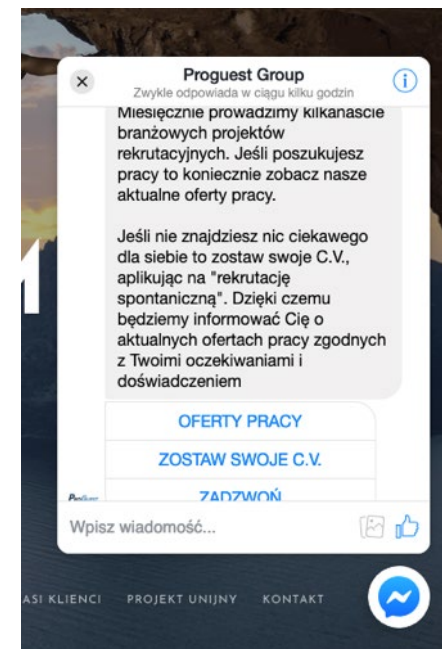 Proguest Group
Zwykle odpowiada w ciągu kilku godzin
Miesięcznie prowadzimy kilkanaście
branżowych projektów
rekrutacyjnych. Jeśli poszukujesz
pracy to koniecznie zobacz nasze
aktualne oferty pracy.
Jeśli nie znajdziesz nic ciekawego
dla siebie to zostaw swoje C.V.,
aplikując na "rekrutację
spontaniczną". Dzięki czemu
będziemy informować Cię o
aktualnych ofertach pracy zgodnych
z Twoimi oczekiwaniami i
doświadczeniem
OFERTY PRACY
ZOSTAW SWOJE C.V.
ZADZWOŃ
Wpisz wiadomość...
ASI KLIENCI PROJEKT UNIJNY KONTAKT